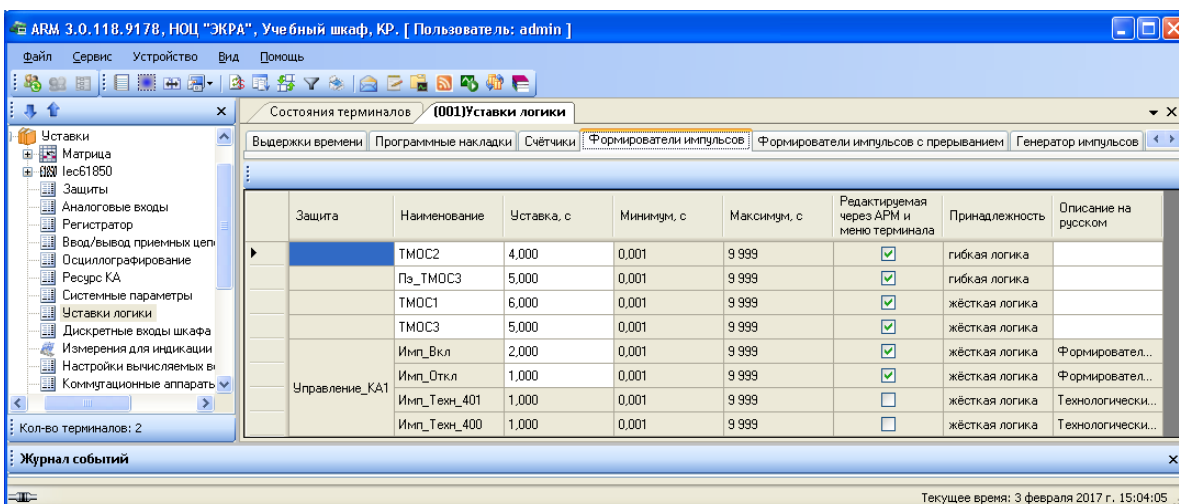 ARM 3.0.118.9178, НОЦ "ЭКРА", Учебный шкаф, КР. [ Пользователь: admin ]
Файл Сервис Устройство Вид Помощь
Состояния терминалов (001)Уставки логики
Выдержки времени Программные накладки Счётчики Формирователи импульсов Формирователи импульсов с прерыванием Генератор импульсов
Уставки
Матрица
Iec61850
Защиты
Аналоговые входы
Регистратор
Ввод/вывод приемных цеп
Осциллографирование
Ресурс КА
Системные параметры
Уставки логики
Дискретные входы шкафа
Измерения для индикации
Настройки вычисляемых в
Коммутационные аппараты
Кол-во терминалов: 2
Защита Наименование Уставка, с Минимум, с Максимум, с Редактируемая Принадлежность Описание на
через АРМ и русском
меню терминала
ТМОС2 4,000 0,001 9 999 гибкая логика
Пэ_ТМОС3 5,000 0,001 9 999 гибкая логика
ТМОС1 6,000 0,001 9 999 жёсткая логика
ТМОС3 5,000 0,001 9 999 жёсткая логика
Управление_КА1 Имп_Вкл 2,000 0,001 9 999 жёсткая логика Формировател...
Имп_Откл 1,000 0,001 9 999 жёсткая логика Формировател...
Имп_Техн_401 1,000 0,001 9 999 жёсткая логика Технологически...
Имп_Техн_400 1,000 0,001 9 999 жёсткая логика Технологически...
Журнал событий
Текущее время: 3 февраля 2017 г. 15:04:05